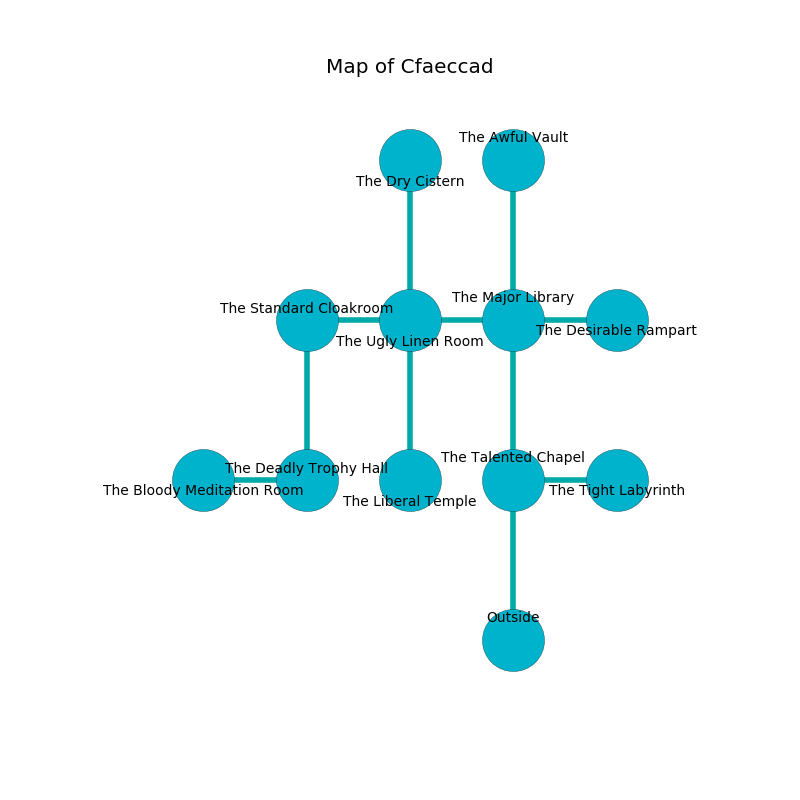 Map of Cfaeccad
The Awful Vault
The Dry Cistern
The Major Library
The Standard Cloakroom
The Desirable Rampart
The Ugly Linen Room
The Talented Chapel
The Deadly Trophy Hall
The Bloody Meditation Room
The Tight Labyrinth
The Liberal Temple
Outside